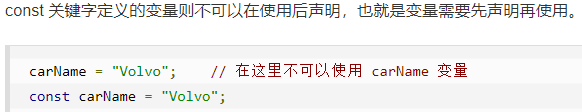 const 关键字定义的变量则不可以在使用后声明，也就是变量需要先声明再使用。
carName = "Volvo";    // 在这里不可以使用 carName 变量
const carName = "Volvo";